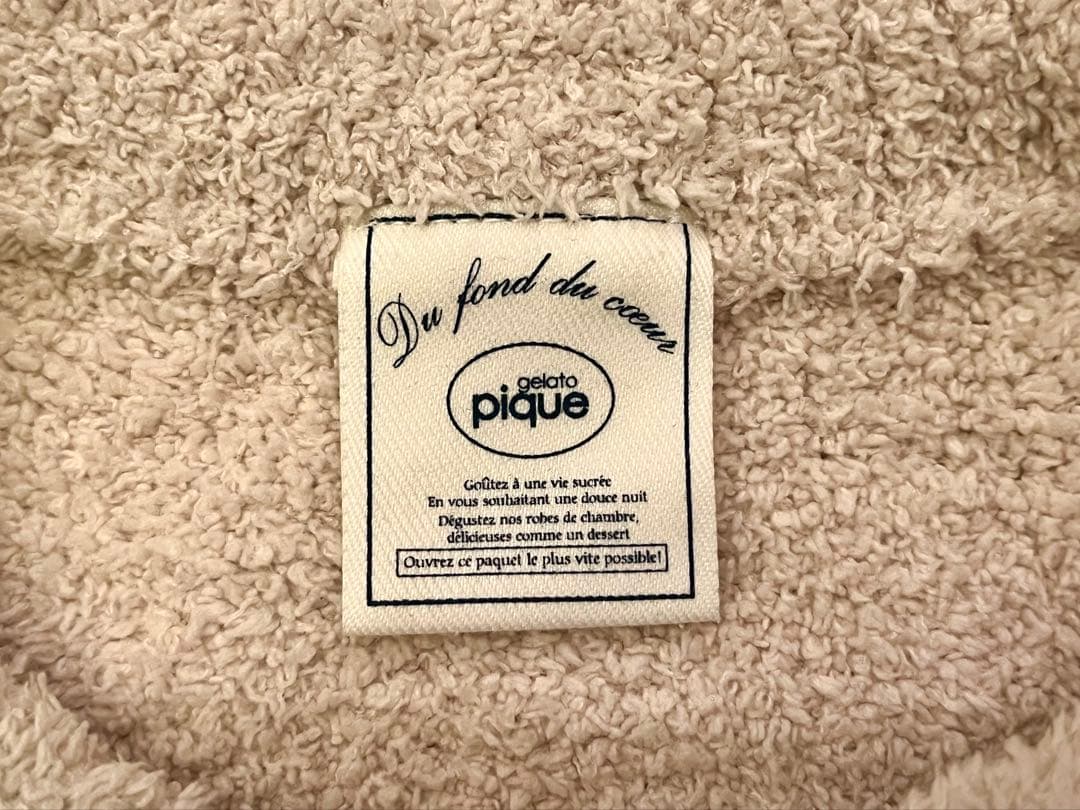 Du fond du cœur
gelato
pique
Goûtez à une vie sucrée
En vous souhaitant une douce nuit
Dégustez nos robes de chambre,
délicieuses comme un dessert
Ouvrez ce paquet le plus vite possible!